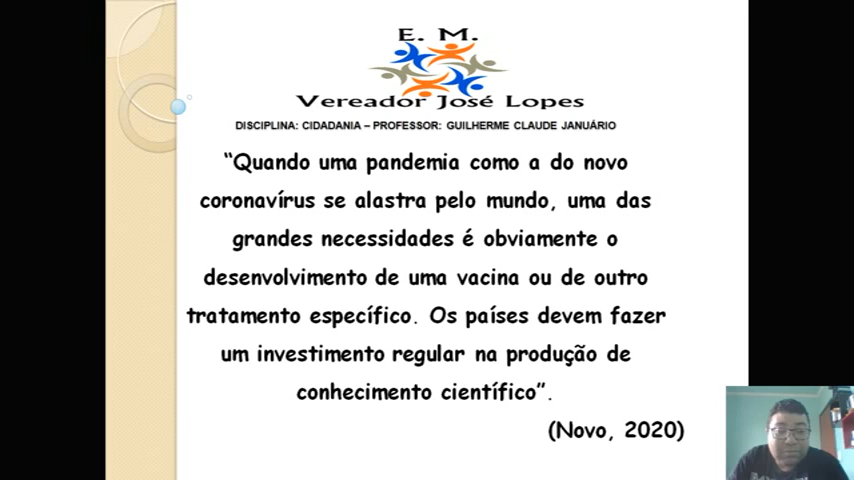 E. M.
Vereador José Lopes
DISCIPLINA: CIDADANIA – PROFESSOR: GUILHERME CLAUDE JANUÁRIO
“Quando uma pandemia como a do novo
coronavírus se alastra pelo mundo, uma das
grandes necessidades é obviamente o
desenvolvimento de uma vacina ou de outro
tratamento específico. Os países devem fazer
um investimento regular na produção de
conhecimento científico”.
(Novo, 2020)